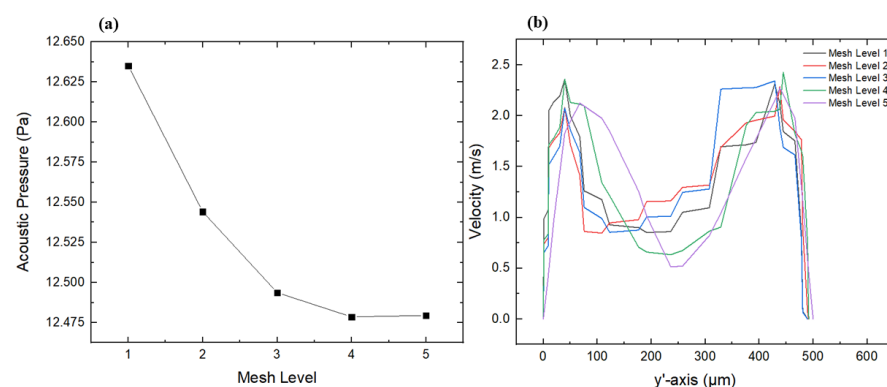 (a)
12.650
12.625
12.600
12.575
12.550
12.525
12.500
12.475
Acoustic Pressure (Pa)
1 2 3 4 5
Mesh Level
(b)
Mesh Level 1
Mesh Level 2
Mesh Level 3
Mesh Level 4
Mesh Level 5
2.5
2.0
1.5
1.0
0.5
0.0
Velocity (m/s)
0 100 200 300 400 500 600
y'-axis (µm)